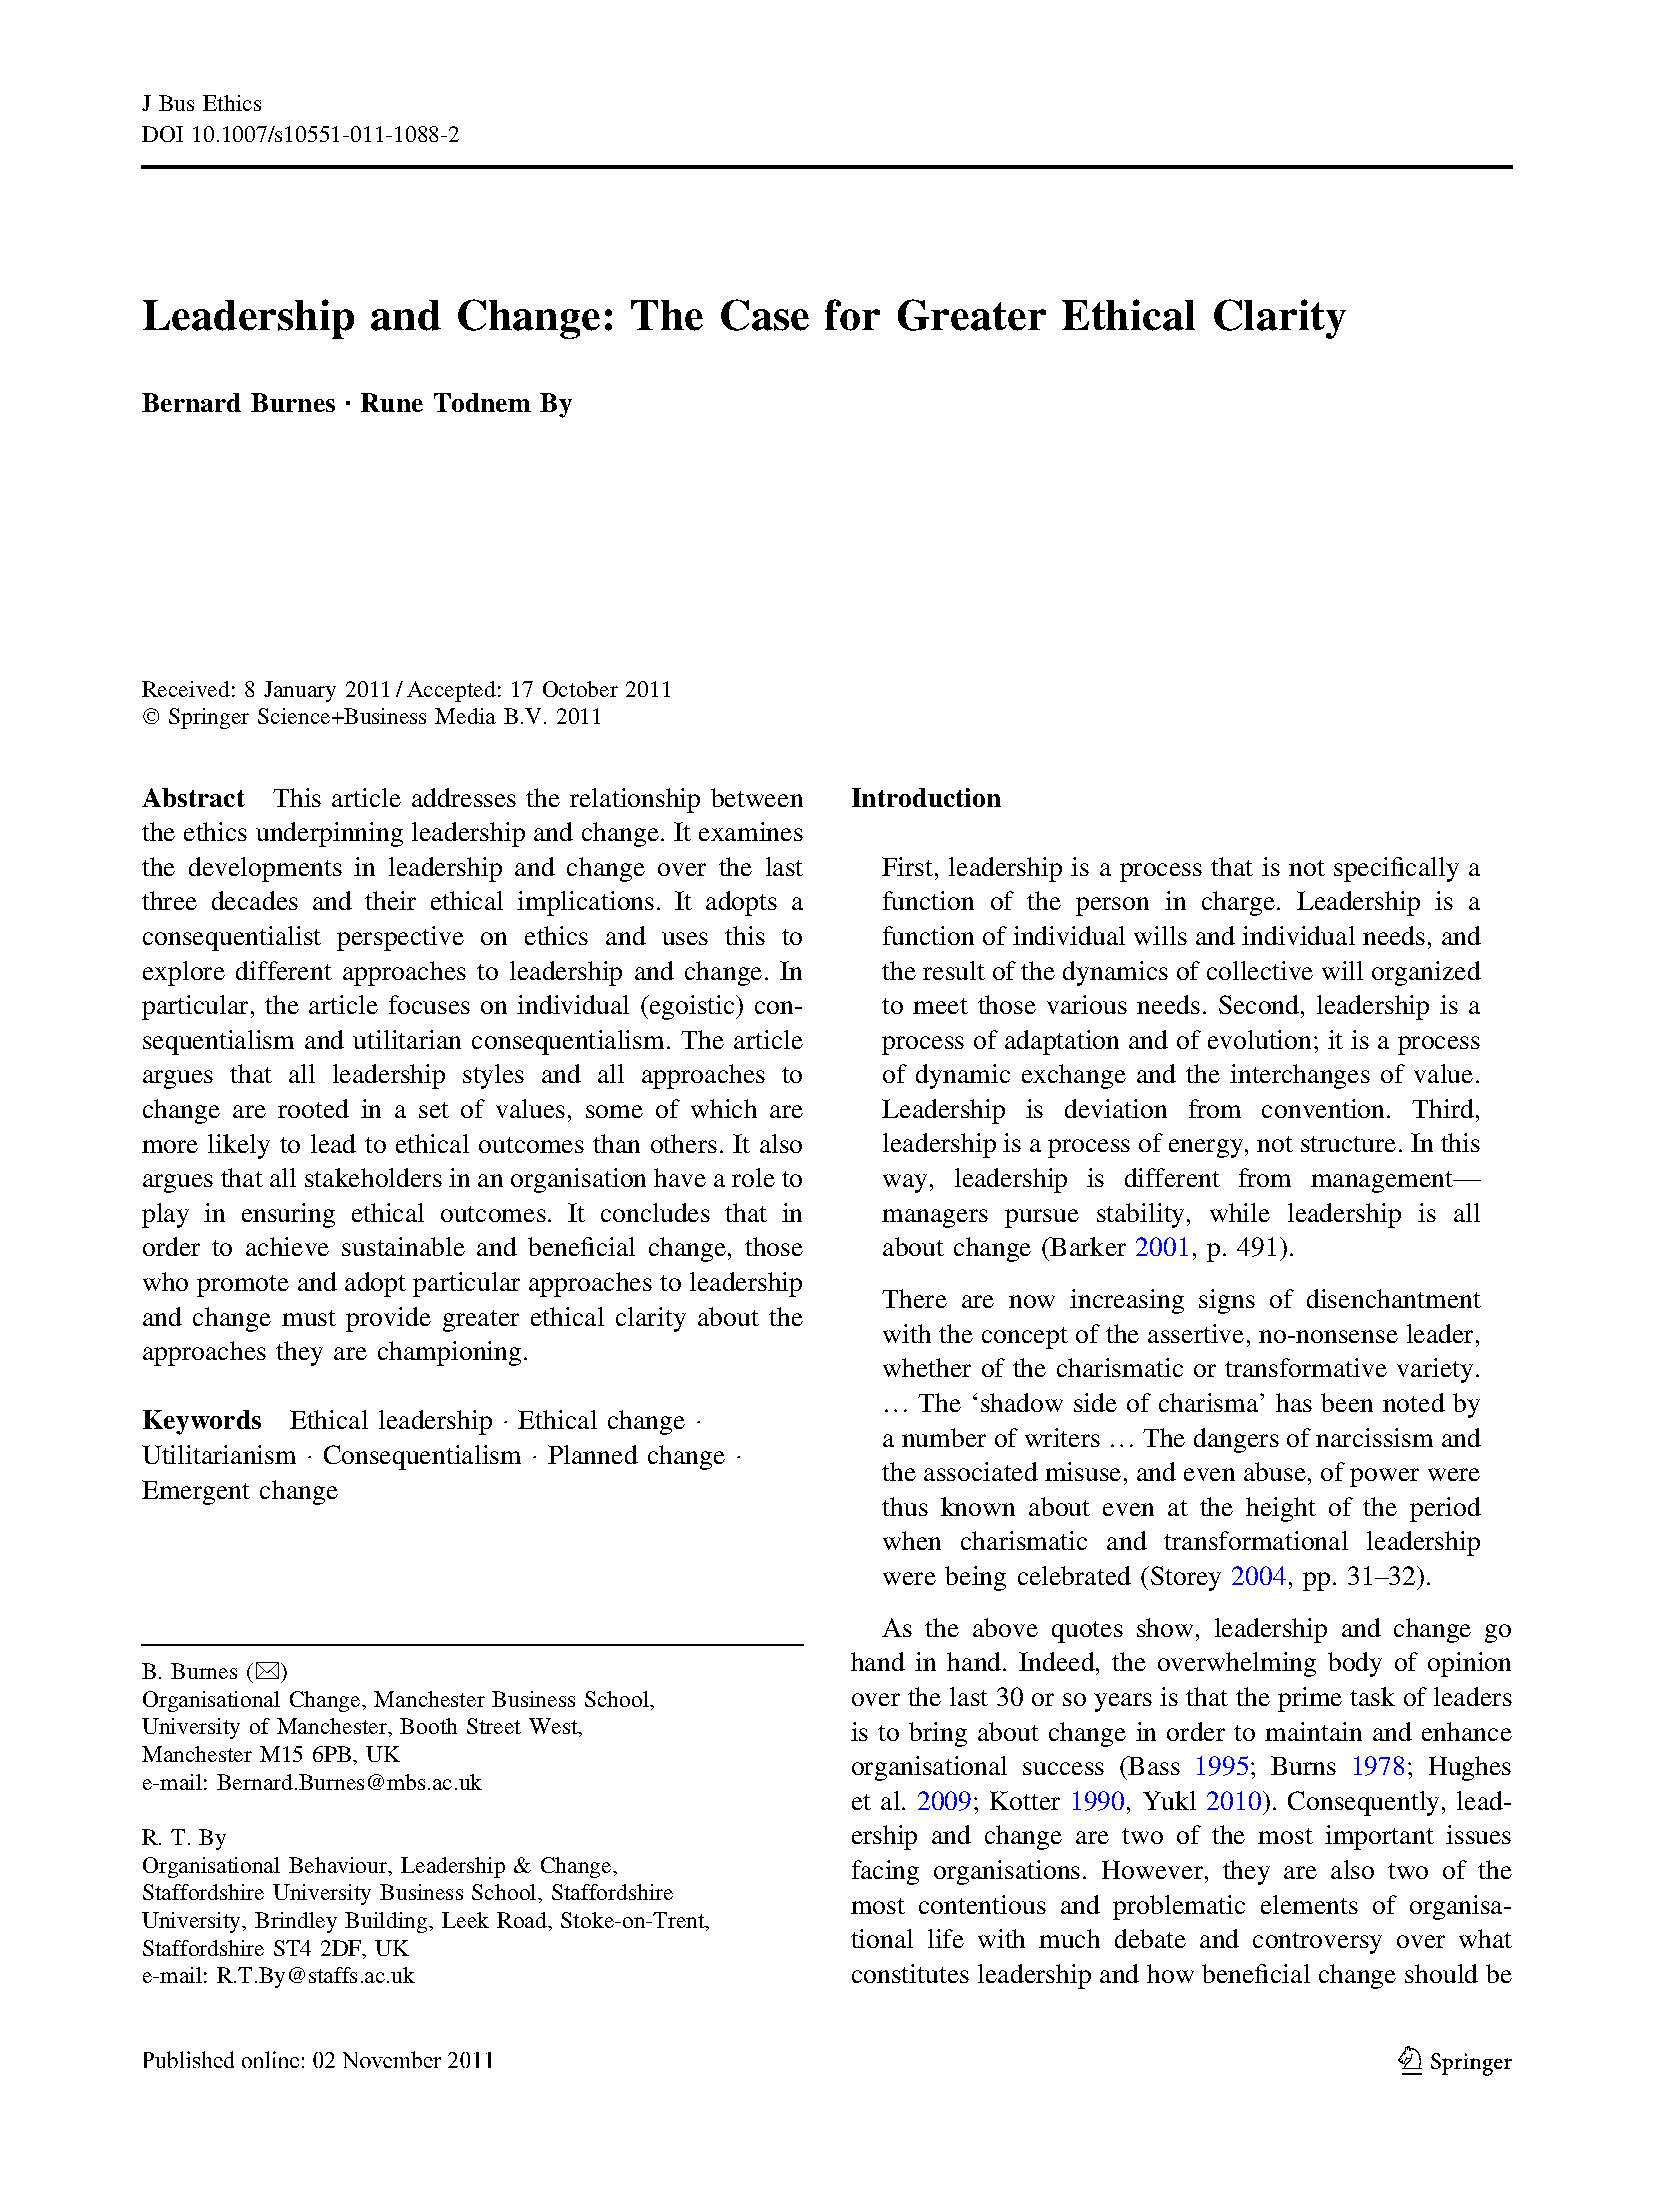 J Bus Ethics
DOI 10.1007/s10551-011-1088-2
Leadership and Change: The Case for Greater Ethical Clarity
Bernard Burnes · Rune Todnem By
Received: 8 January 2011 / Accepted: 17 October 2011
© Springer Science+Business Media B.V. 2011
Abstract This article addresses the relationship between
the ethics underpinning leadership and change. It examines
the developments in leadership and change over the last
three decades and their ethical implications. It adopts a
consequentialist perspective on ethics and uses this to
explore different approaches to leadership and change. In
particular, the article focuses on individual (egoistic) con-
sequentialism and utilitarian consequentialism. The article
argues that all leadership styles and all approaches to
change are rooted in a set of values, some of which are
more likely to lead to ethical outcomes than others. It also
argues that all stakeholders in an organisation have a role to
play in ensuring ethical outcomes. It concludes that in
order to achieve sustainable and beneficial change, those
who promote and adopt particular approaches to leadership
and change must provide greater ethical clarity about the
approaches they are championing.
Keywords Ethical leadership · Ethical change ·
Utilitarianism · Consequentialism · Planned change ·
Emergent change
B. Burnes (✉)
Organisational Change, Manchester Business School,
University of Manchester, Booth Street West,
Manchester M15 6PB, UK
e-mail: Bernard.Burnes@mbs.ac.uk
R. T. By
Organisational Behaviour, Leadership & Change,
Staffordshire University Business School, Staffordshire
University, Brindley Building, Leek Road, Stoke-on-Trent,
Staffordshire ST4 2DF, UK
e-mail: R.T.By@staffs.ac.uk
Introduction
First, leadership is a process that is not specifically a
function of the person in charge. Leadership is a
function of individual wills and individual needs, and
the result of the dynamics of collective will organized
to meet those various needs. Second, leadership is a
process of adaptation and of evolution; it is a process
of dynamic exchange and the interchanges of value.
Leadership is deviation from convention. Third,
leadership is a process of energy, not structure. In this
way, leadership is different from management—
managers pursue stability, while leadership is all
about change (Barker 2001, p. 491).
There are now increasing signs of disenchantment
with the concept of the assertive, no-nonsense leader,
whether of the charismatic or transformative variety.
… The ‘shadow side of charisma’ has been noted by
a number of writers … The dangers of narcissism and
the associated misuse, and even abuse, of power were
thus known about even at the height of the period
when charismatic and transformational leadership
were being celebrated (Storey 2004, pp. 31–32).
As the above quotes show, leadership and change go
hand in hand. Indeed, the overwhelming body of opinion
over the last 30 or so years is that the prime task of leaders
is to bring about change in order to maintain and enhance
organisational success (Bass 1995; Burns 1978; Hughes
et al. 2009; Kotter 1990, Yukl 2010). Consequently, lead-
ership and change are two of the most important issues
facing organisations. However, they are also two of the
most contentious and problematic elements of organisa-
tional life with much debate and controversy over what
constitutes leadership and how beneficial change should be
Published online: 02 November 2011
Springer